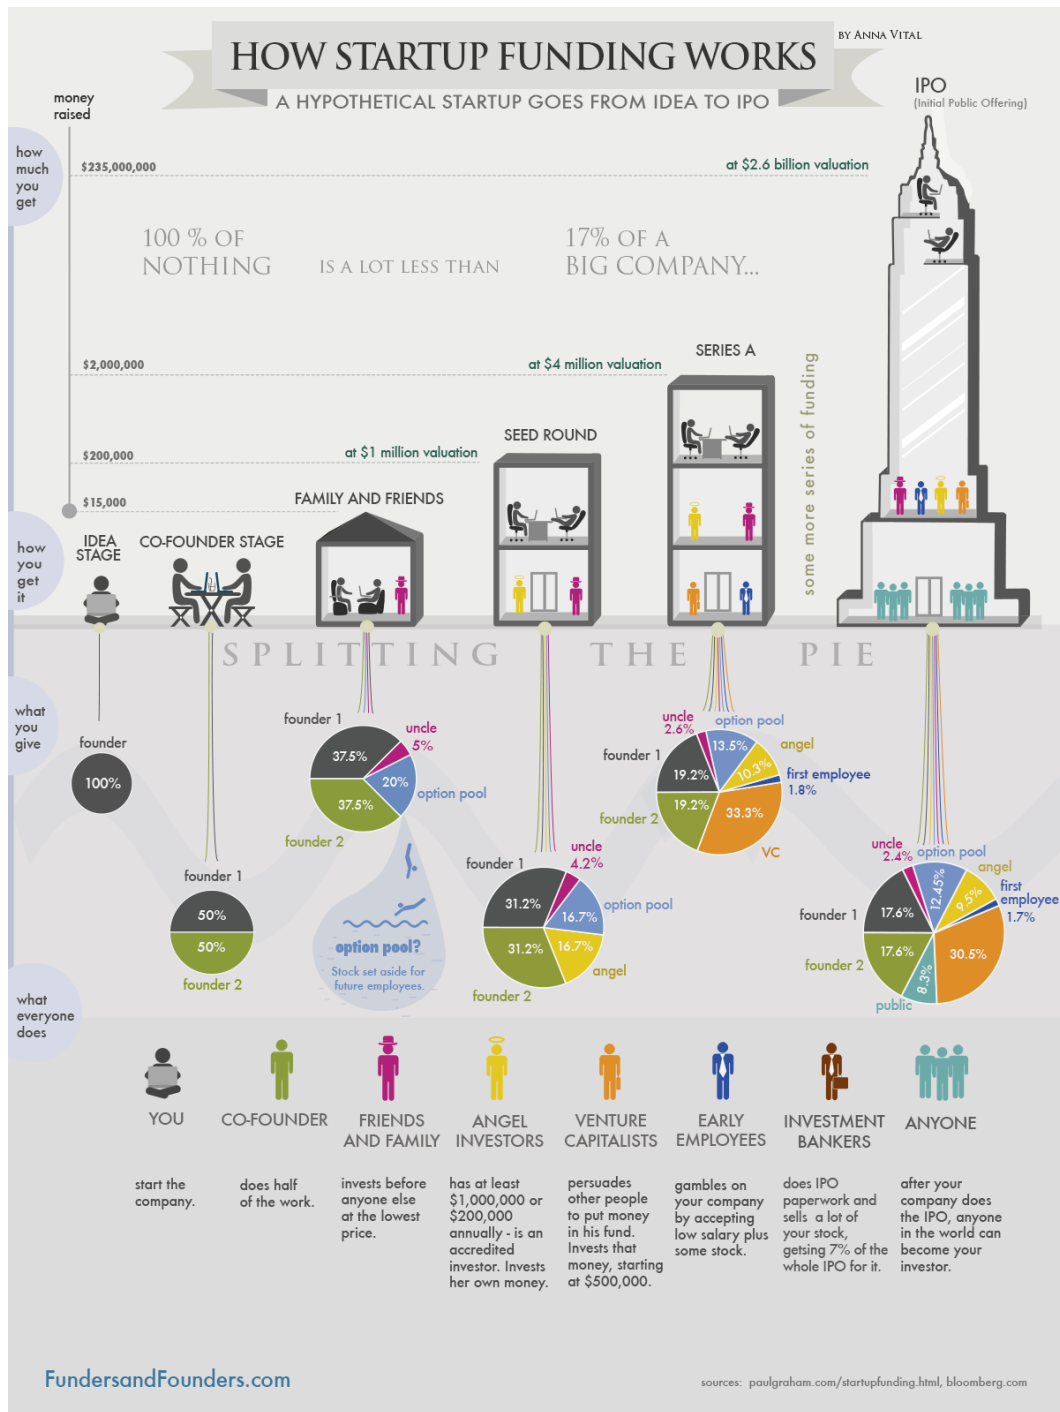 HOW STARTUP FUNDING WORKS
BY ANNA VITAL
A HYPOTHETICAL STARTUP GOES FROM IDEA TO IPO
IPO
(Initial Public Offering)
money
raised
how
much
you
get
$235,000,000
at $2.6 billion valuation
100 % OF
NOTHING
IS A LOT LESS THAN
17% OF A
BIG COMPANY...
SERIES A
$2,000,000
at $4 million valuation
some more series of funding
SEED ROUND
$200,000
at $1 million valuation
FAMILY AND FRIENDS
$15,000
how
you
get
it
IDEA
STAGE
CO-FOUNDER STAGE
SPLITTING THE PIE
what
you
give
founder
100%
founder 1
50%
50%
founder 2
founder 1
uncle
5%
37.5%
20%
option pool
37.5%
founder 2
option pool?
Stock set aside for
future employees.
founder 1
uncle
4.2%
31.2%
16.7%
option pool
31.2%
16.7%
angel
founder 2
uncle
2.6%
option pool
13.5%
angel
founder 1
10.3%
19.2%
first employee
1.8%
founder 2
19.2%
33.3%
VC
uncle
2.4%
option pool
angel
12.45%
9.5%
first
employee
1.7%
founder 1
17.6%
founder 2
17.6%
30.5%
8.3%
public
what
everyone
does
YOU
start the
company.
CO-FOUNDER
does half
of the work.
FRIENDS
AND FAMILY
invests before
anyone else
at the lowest
price.
ANGEL
INVESTORS
has at least
$1,000,000 or
$200,000
annually - is an
accredited
investor. Invests
her own money.
VENTURE
CAPITALISTS
persuades
other people
to put money
in his fund.
Invests that
money, starting
at $500,000.
EARLY
EMPLOYEES
gambles on
your company
by accepting
low salary plus
some stock.
INVESTMENT
BANKERS
does IPO
paperwork and
sells a lot of
your stock,
getsing 7% of the
whole IPO for it.
ANYONE
after your
company does
the IPO, anyone
in the world can
become your
investor.
FundersandFounders.com
sources: paulgraham.com/startupfunding.html, bloomberg.com